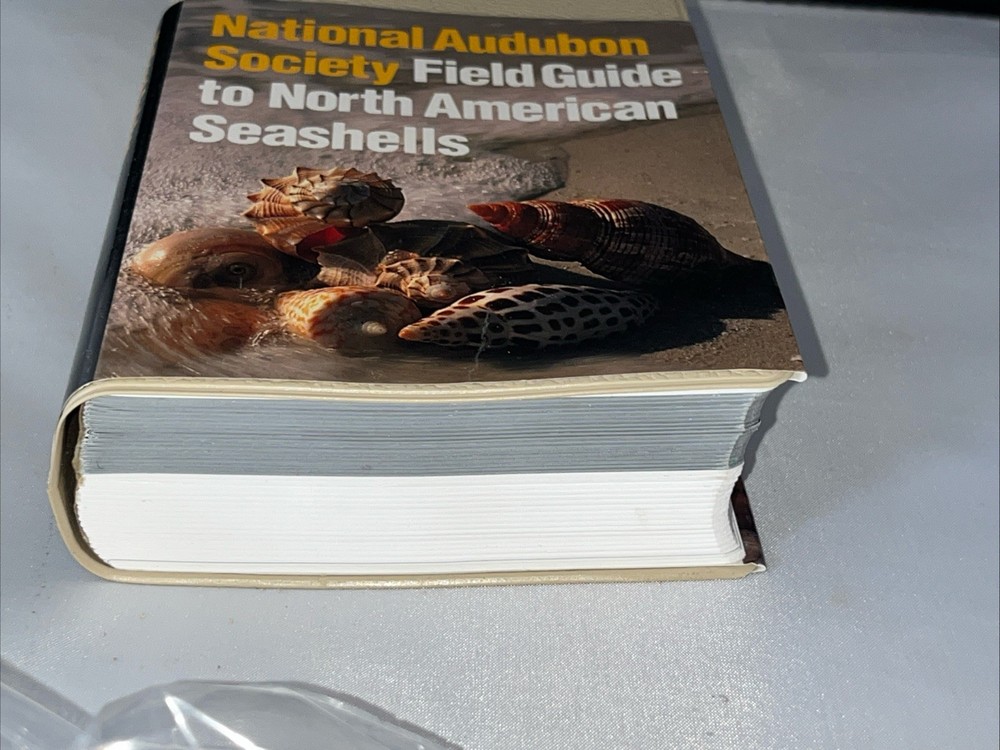 National Audubon
Society Field Guide
to North American
Seashells